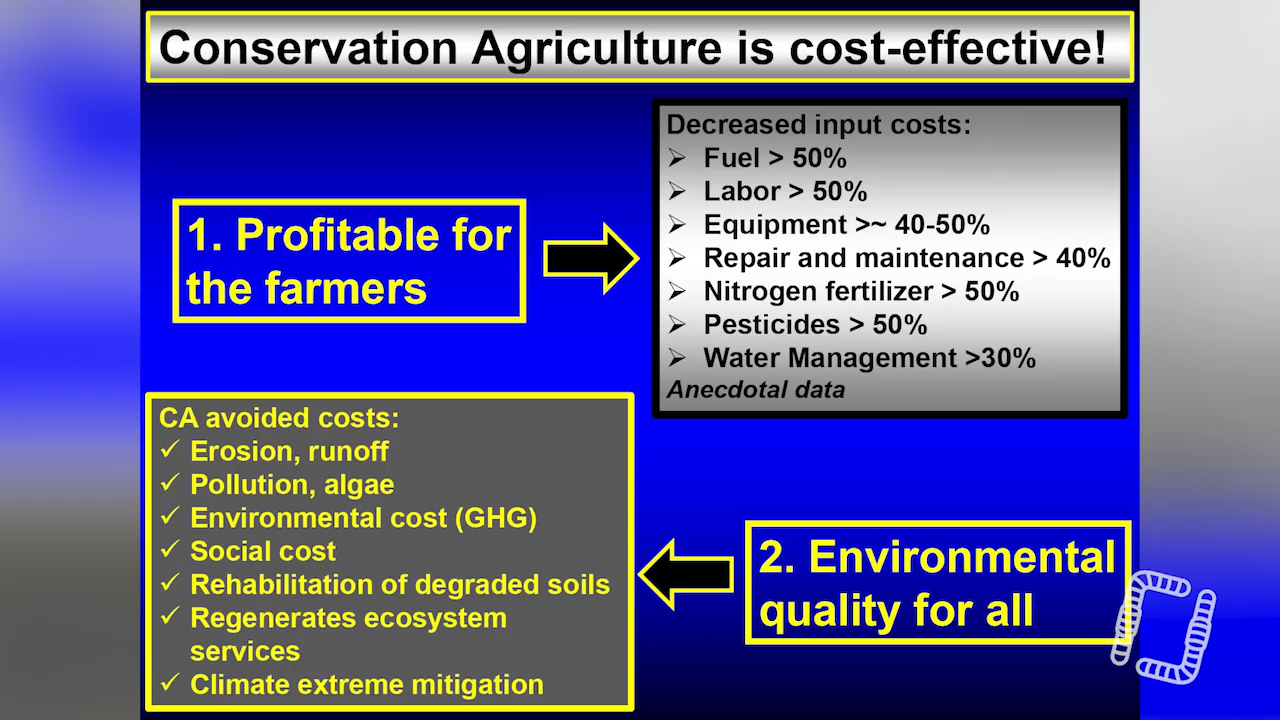 Conservation Agriculture is cost-effective!
1. Profitable for
the farmers
Decreased input costs:
➢ Fuel > 50%
➢ Labor > 50%
➢ Equipment >~ 40-50%
➢ Repair and maintenance > 40%
➢ Nitrogen fertilizer > 50%
➢ Pesticides > 50%
➢ Water Management >30%
Anecdotal data
2. Environmental
quality for all
CA avoided costs:
✓ Erosion, runoff
✓ Pollution, algae
✓ Environmental cost (GHG)
✓ Social cost
✓ Rehabilitation of degraded soils
✓ Regenerates ecosystem
services
✓ Climate extreme mitigation